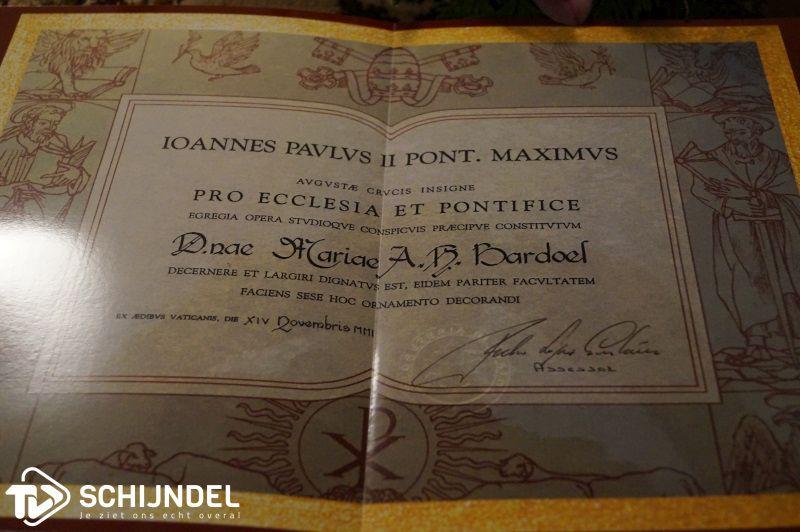 IOANNES PAVLVS II PONT. MAXIMVS
AVGVSTÆ CRVCIS INSIGNE
PRO ECCLESIA ET PONTIFICE
EGREGIA OPERA STVDIOQVE CONSPICVIS PRÆCIPVE CONSTITVTVM
D.nae Mariae A. H. Bardoel
DECERNERE ET LARGIRI DIGNATVS EST, EIDEM PARITER FACVLTATEM
FACIENS SESE HOC ORNAMENTO DECORANDI
EX ÆDIBVS VATICANIS, DIE XIV Novembris
Assessor
TV SCHIJNDEL
Je ziet ons echt overal